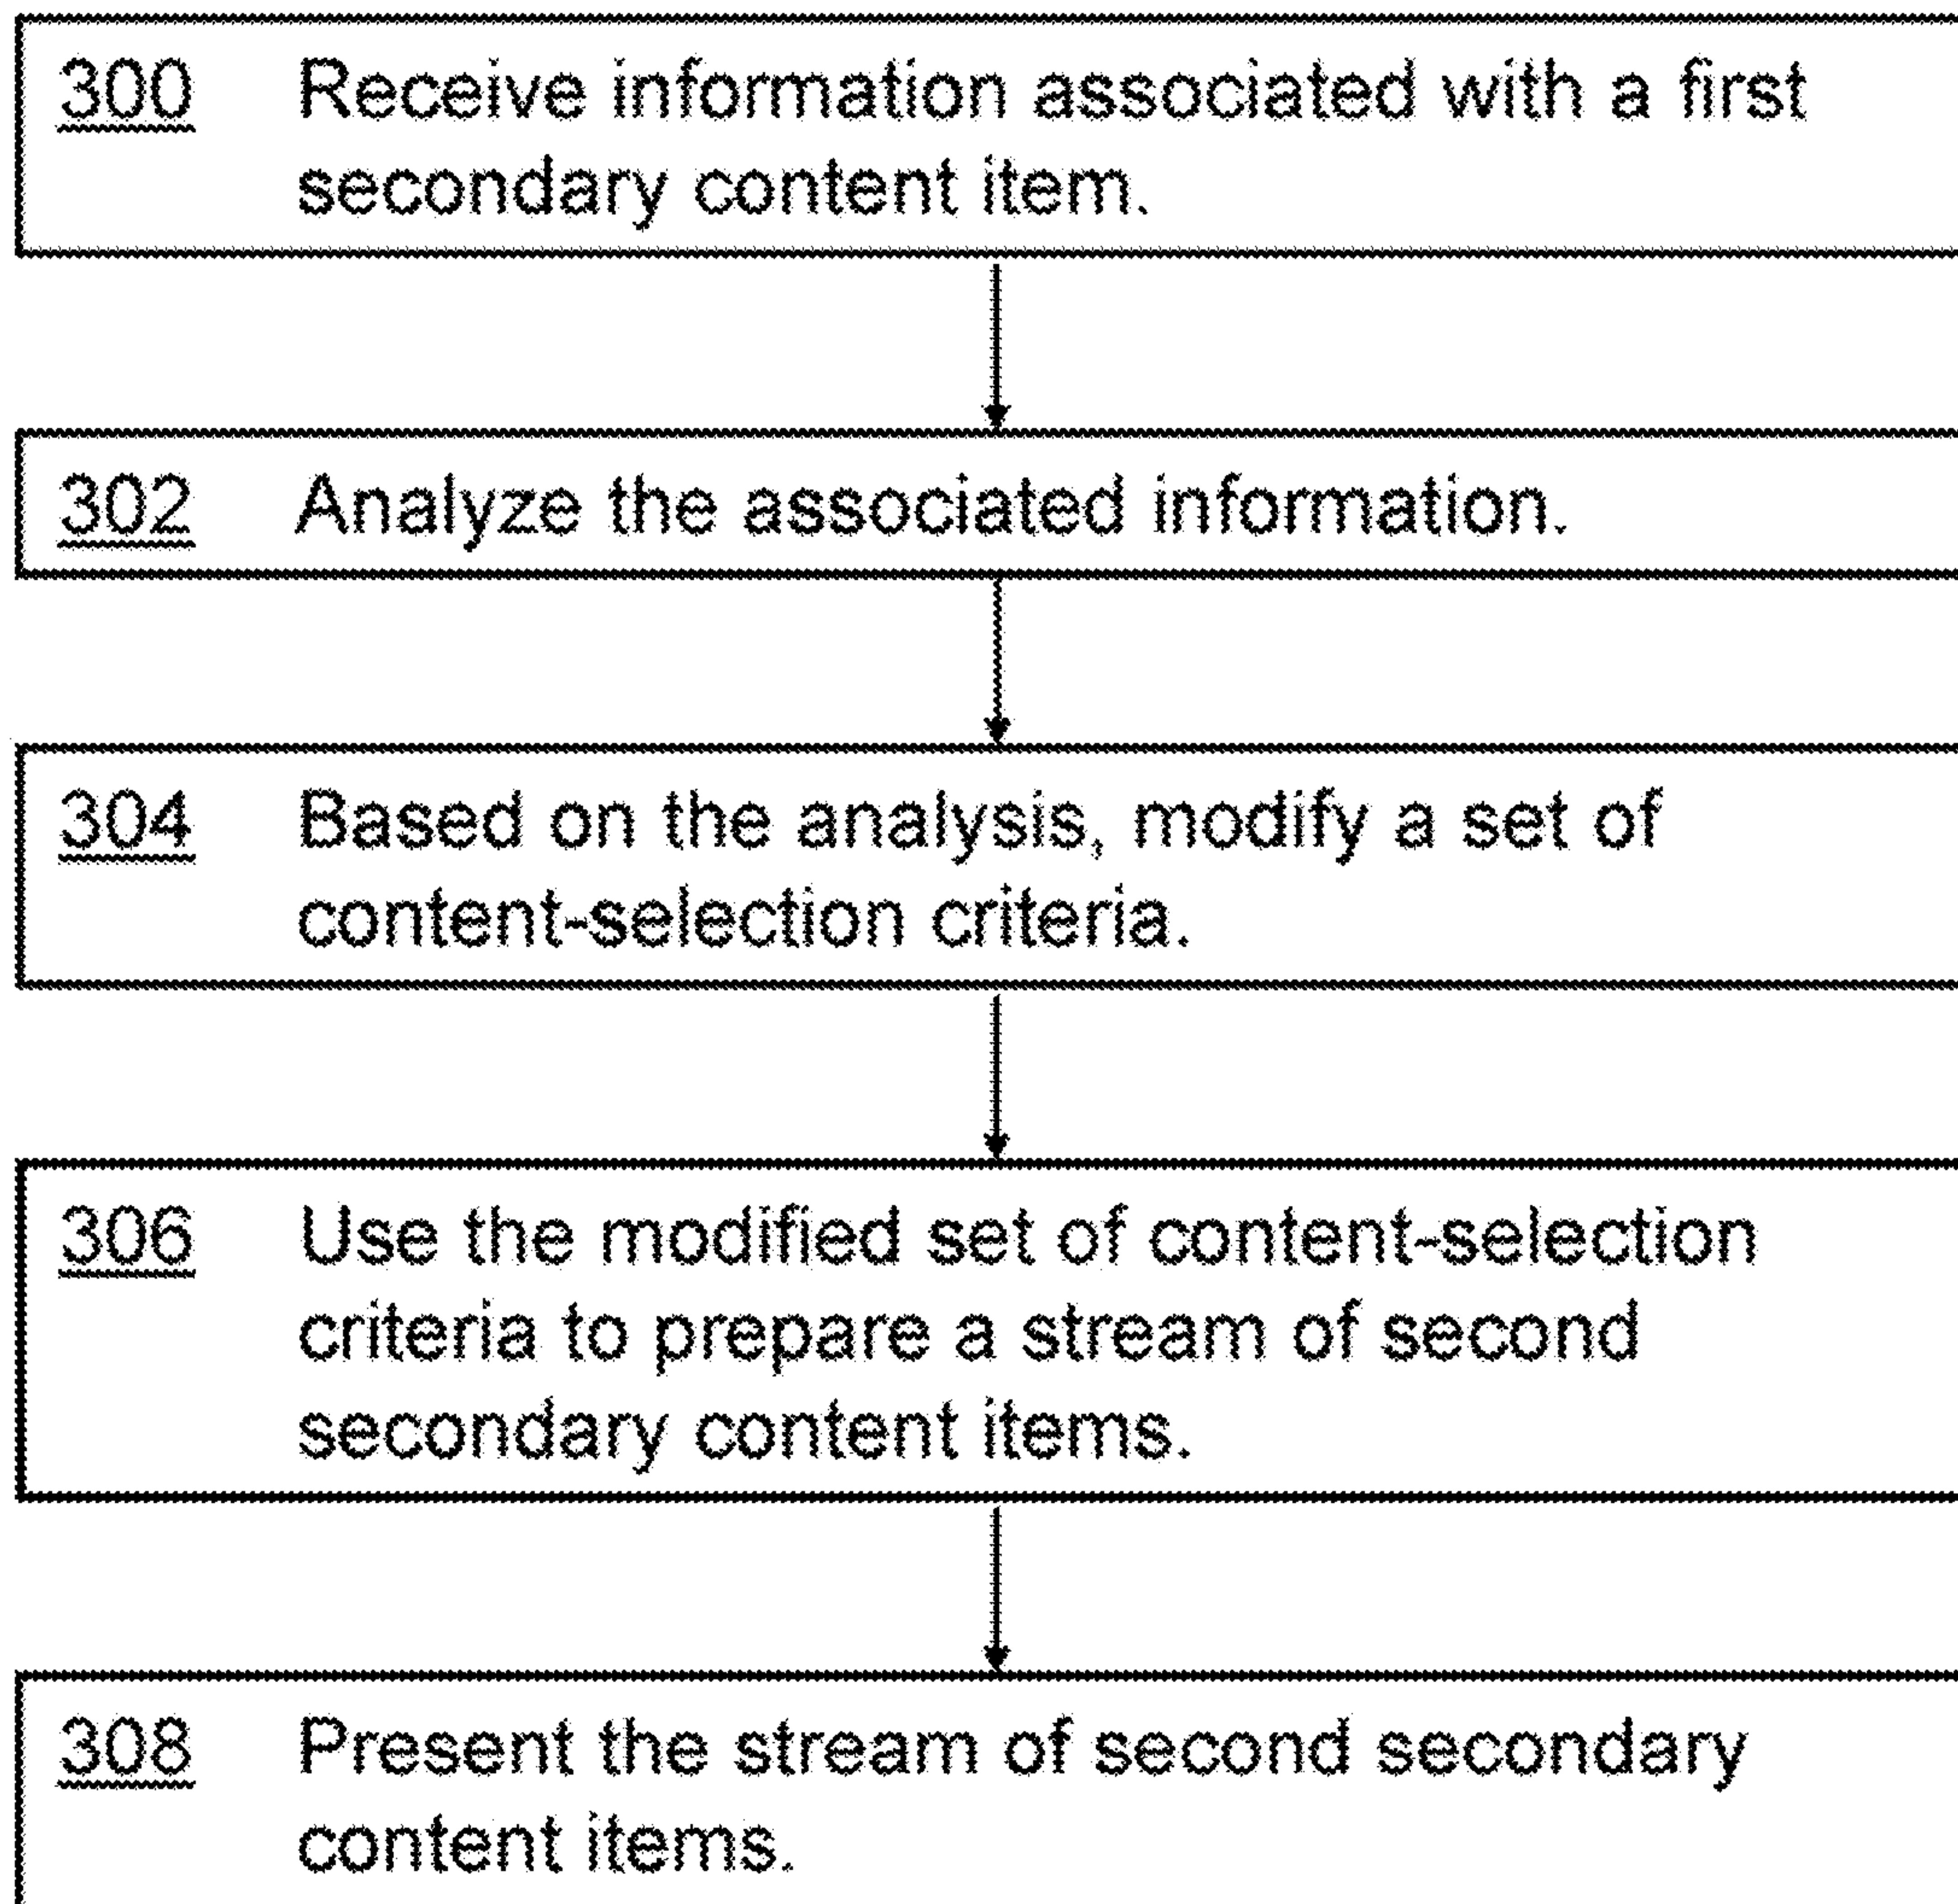 300 Receive information associated with a first
secondary content item.
302 Analyze the associated information.
304 Based on the analysis, modify a set of
content-selection criteria.
306 Use the modified set of content-selection
criteria to prepare a stream of second
secondary content items.
308 Present the stream of second secondary
content items.